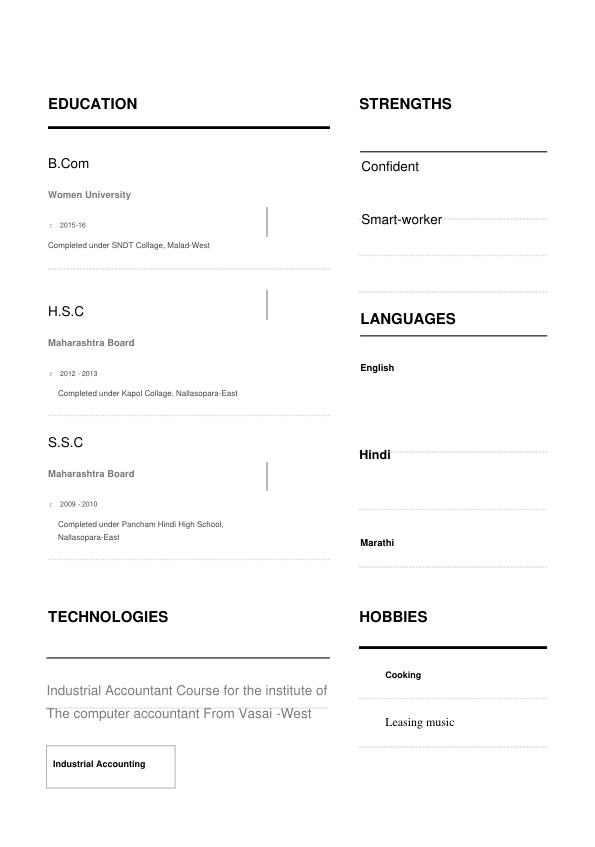 EDUCATION
B.Com
Women University
r 2015-16
Completed under SNDT Collage, Malad-West
H.S.C
Maharashtra Board
r 2012 - 2013
Completed under Kapol Collage, Nallasopara-East
S.S.C
Maharashtra Board
r 2009 - 2010
Completed under Pancham Hindi High School,
Nallasopara-East
TECHNOLOGIES
Industrial Accountant Course for the institute of
The computer accountant From Vasai -West
Industrial Accounting
STRENGTHS
Confident
Smart-worker
LANGUAGES
English
Hindi
Marathi
HOBBIES
Cooking
Leasing music